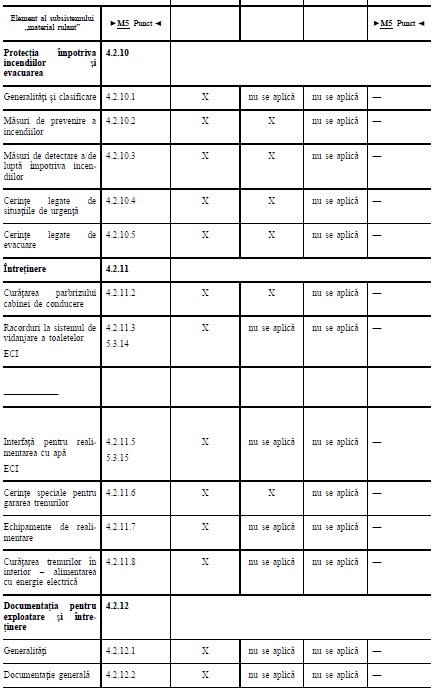 Element al subsistemului „material rulant” ►M5 Punct ◄ ►M5 Punct ◄
Protecția împotriva incendiilor și evacuarea 4.2.10
Generalități și clasificare 4.2.10.1 X nu se aplică nu se aplică —
Măsuri de prevenire a incendiilor 4.2.10.2 X X nu se aplică —
Măsuri de detectare a/de luptă împotriva incen-
diilor 4.2.10.3 X X nu se aplică —
Cerințe legate de situațiile de urgență 4.2.10.4 X X nu se aplică —
Cerințe legate de evacuare 4.2.10.5 X X nu se aplică —
Întreținere 4.2.11
Curățarea parbrizului cabinei de conducere 4.2.11.2 X X nu se aplică —
Racorduri la sistemul de vidanjare a toaletelor 4.2.11.3 X nu se aplică nu se aplică —
ECI 5.3.14
Interfață pentru reali-
mentarea cu apă 4.2.11.5 X nu se aplică nu se aplică —
ECI 5.3.15
Cerințe speciale pentru gararea trenurilor 4.2.11.6 X X nu se aplică —
Echipamente de reali-
mentare 4.2.11.7 X nu se aplică nu se aplică —
Curățarea trenurilor în interior – alimentarea cu energie electrică 4.2.11.8 X nu se aplică nu se aplică —
Documentația pentru exploatare și între-
ținere 4.2.12
Generalități 4.2.12.1 X nu se aplică nu se aplică —
Documentație generală 4.2.12.2 X nu se aplică nu se aplică —